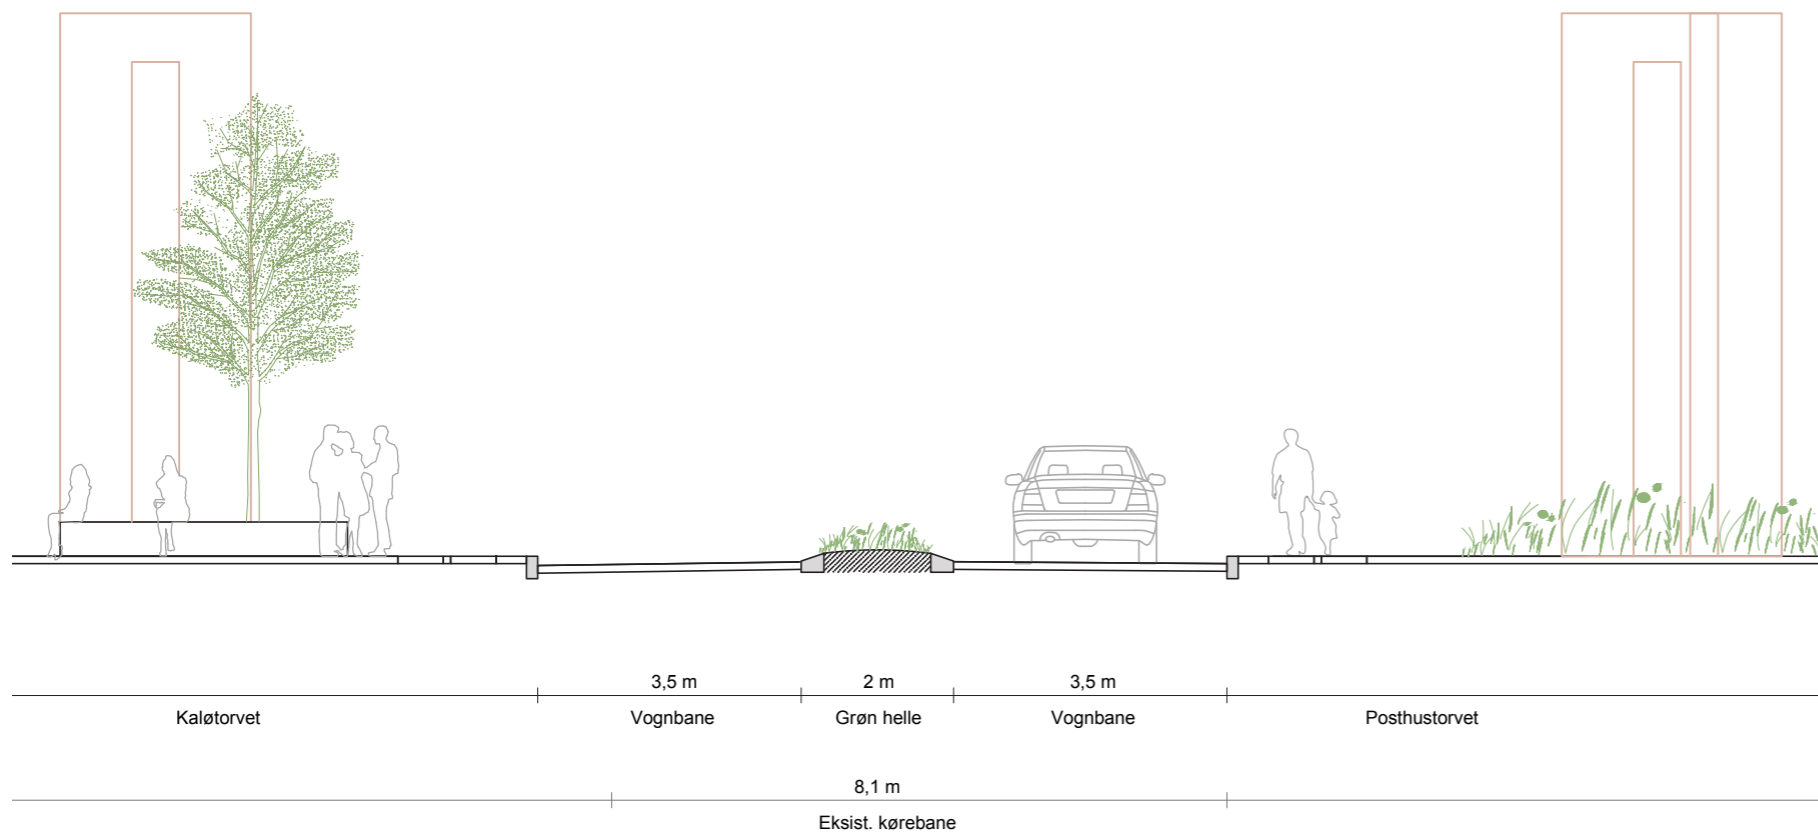 3,5 m 2 m 3,5 m
Kaløtorvet Vognbane Grøn helle Vognbane Posthustorvet
8,1 m
Eksist. kørebane